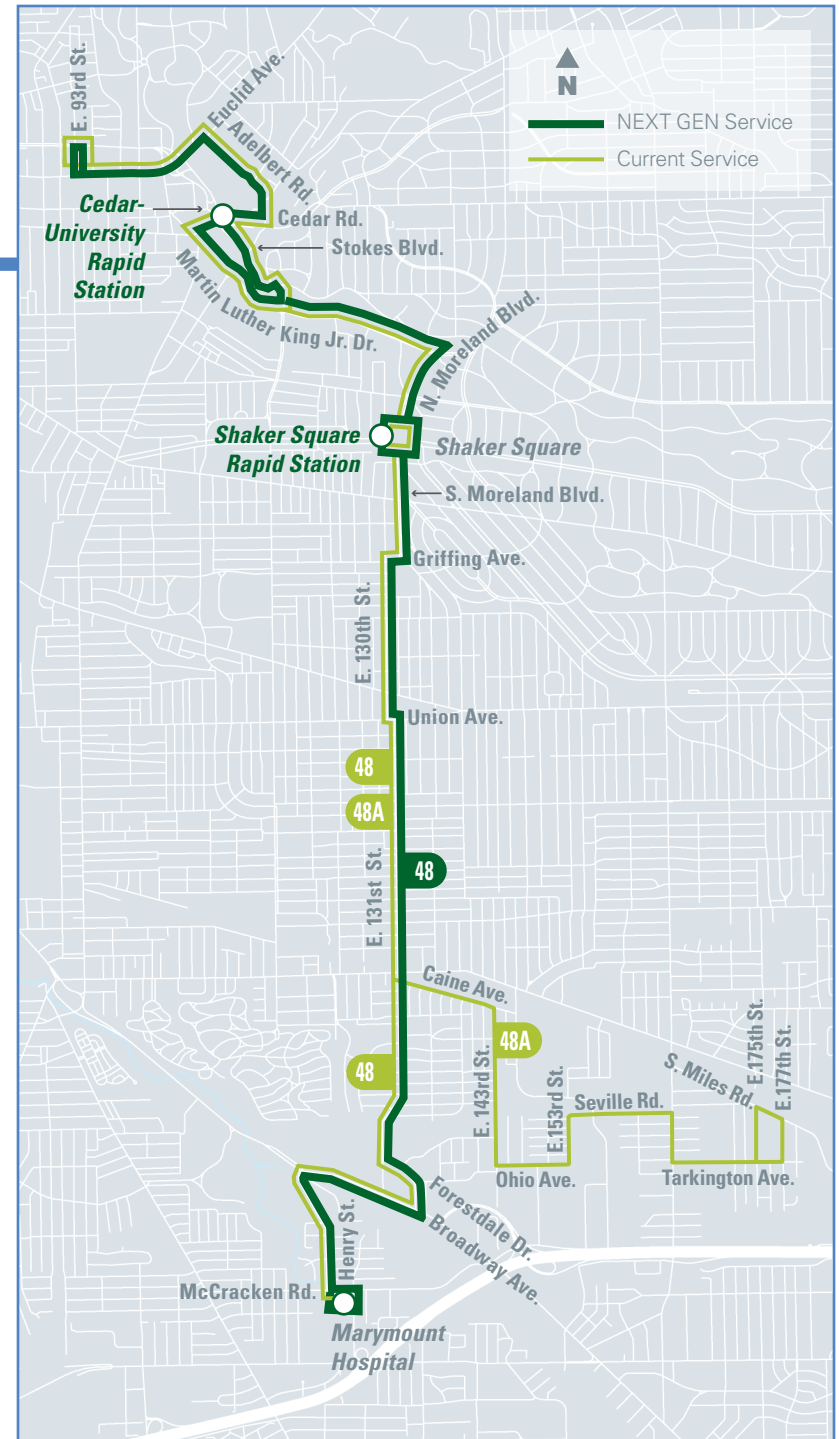 N
NEXT GEN Service
Current Service
E. 93rd St.
Euclid Ave.
Adelbert Rd.
Cedar-
University
Rapid
Station
Cedar Rd.
Stokes Blvd.
Martin Luther King Jr. Dr.
N. Moreland Blvd.
Shaker Square
Rapid Station
Shaker Square
S. Moreland Blvd.
Griffing Ave.
E. 130th St.
Union Ave.
48
48A
48
E. 131st St.
Caine Ave.
48A
48
E. 143rd St.
E.153rd St.
Seville Rd.
S. Miles Rd.
E.175th St.
E.177th St.
Ohio Ave.
Tarkington Ave.
Forestdale Dr.
Broadway Ave.
Henry St.
McCracken Rd.
Marymount
Hospital